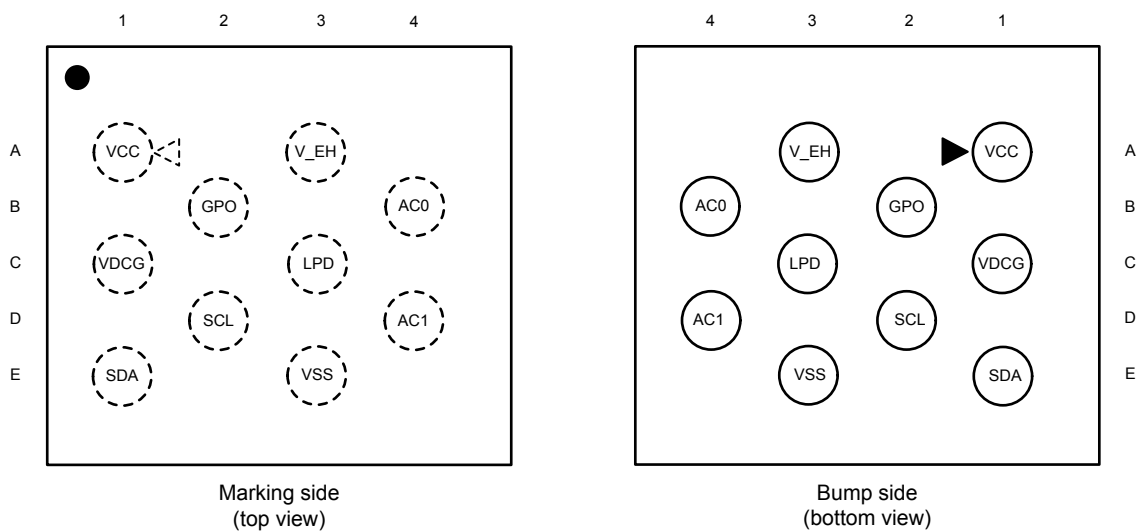 1 2 3 4
4 3 2 1
A VCC V_EH
V_EH VCC A
B GPO AC0
AC0 GPO B
C VDCG LPD
LPD VDCG C
D SCL AC1
AC1 SCL D
E SDA VSS
VSS SDA E
Marking side
(top view)
Bump side
(bottom view)